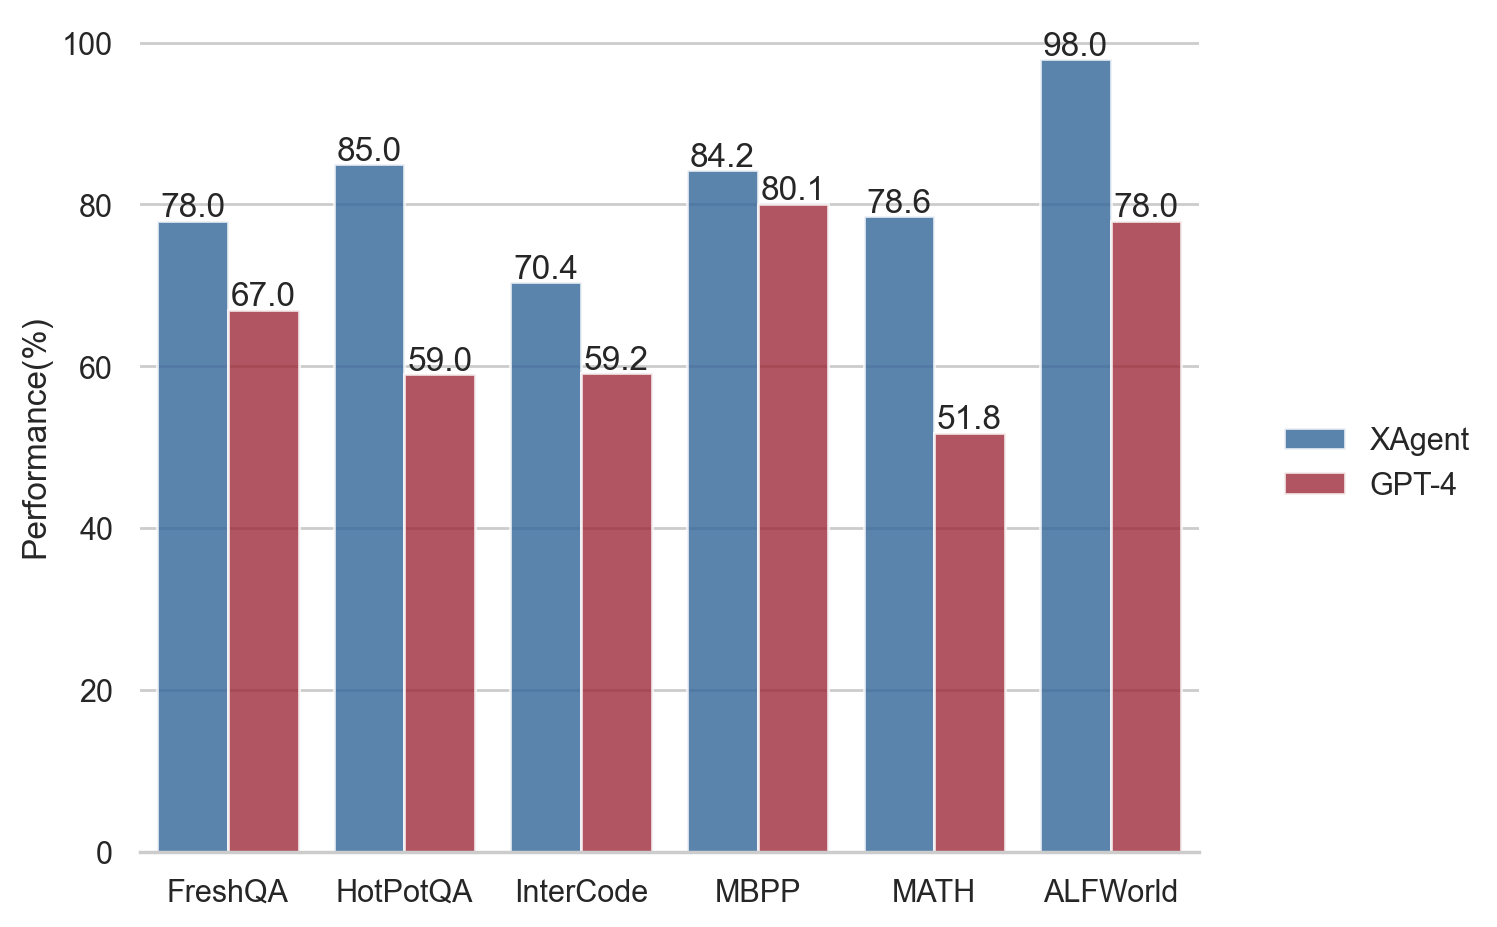 100
80
60
40
20
0
Performance(%)
78.0
67.0
85.0
59.0
70.4
59.2
84.2
80.1
78.6
51.8
98.0
78.0
FreshQA
HotPotQA
InterCode
MBPP
MATH
ALFWorld
XAgent
GPT-4